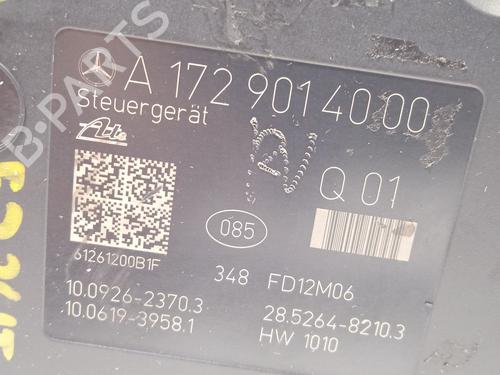 A 172 901 40 00
Steuergerät
Ate
Q 01
085
61261200B1F
348 FD12M06
10.0926-2370.3
28.5264-8210.3
10.0619-3958.1
HW 1010
B-PARTS